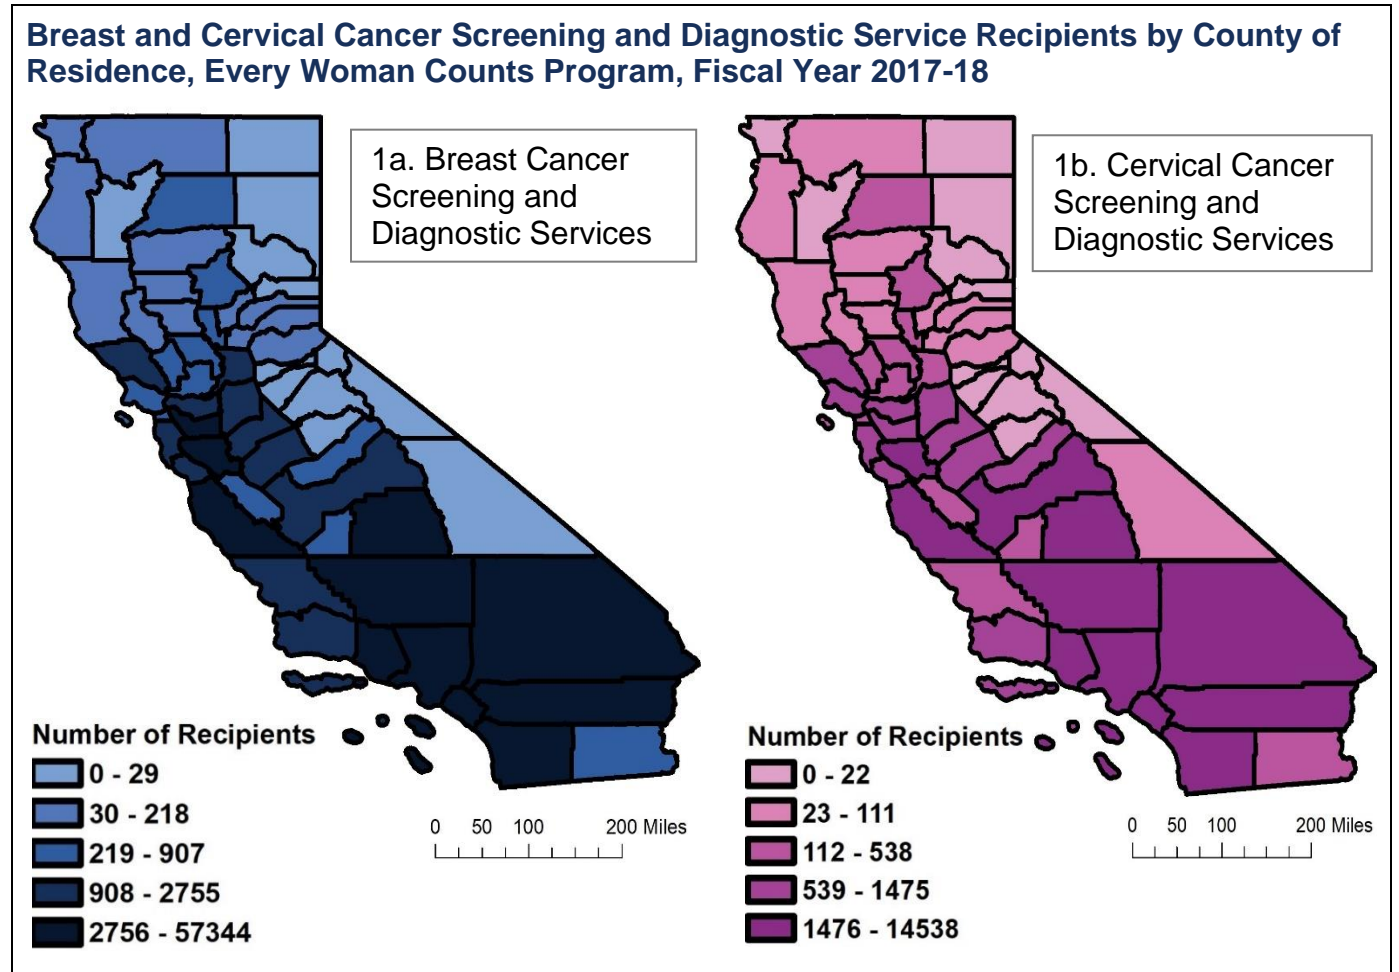 Breast and Cervical Cancer Screening and Diagnostic Service Recipients by County of
Residence, Every Woman Counts Program, Fiscal Year 2017-18
1a. Breast Cancer
Screening and
Diagnostic Services
1b. Cervical Cancer
Screening and
Diagnostic Services
Number of Recipients
0 - 29
30 - 218
219 - 907
908 - 2755
2756 - 57344
0 50 100 200 Miles
Number of Recipients
0 - 22
23 - 111
112 - 538
539 - 1475
1476 - 14538
0 50 100 200 Miles